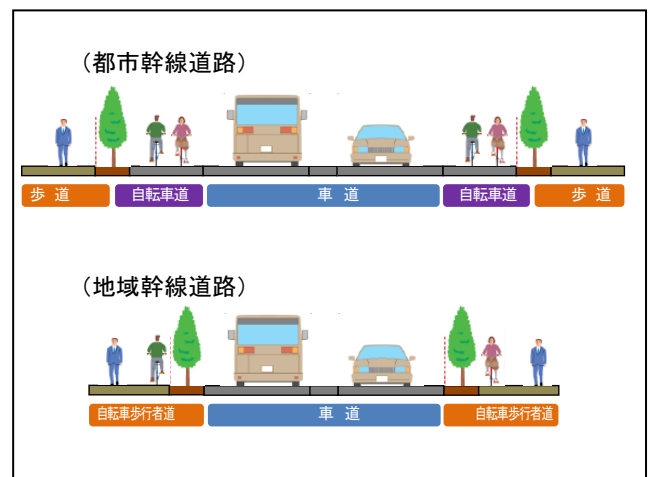 （都市幹線道路）
歩 道 自転車道 車 道 自転車道 歩 道
（地域幹線道路）
自転車歩行者道 車 道 自転車歩行者道